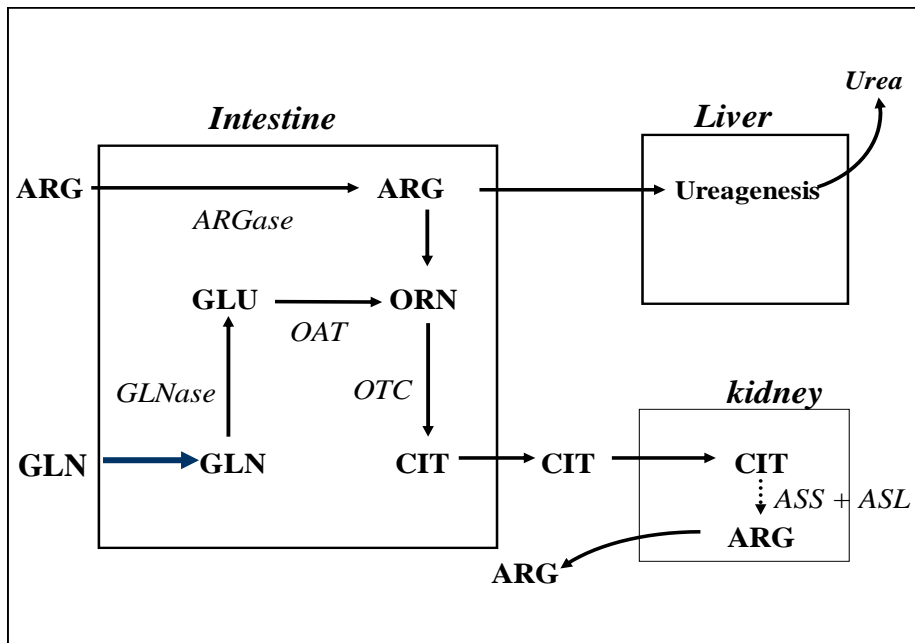 Urea
Intestine
Liver
ARG
ARG
Ureagenesis
ARGase
GLU
ORN
OAT
GLNase
OTC
kidney
GLN
GLN
CIT
CIT
CIT
ASS + ASL
ARG
ARG